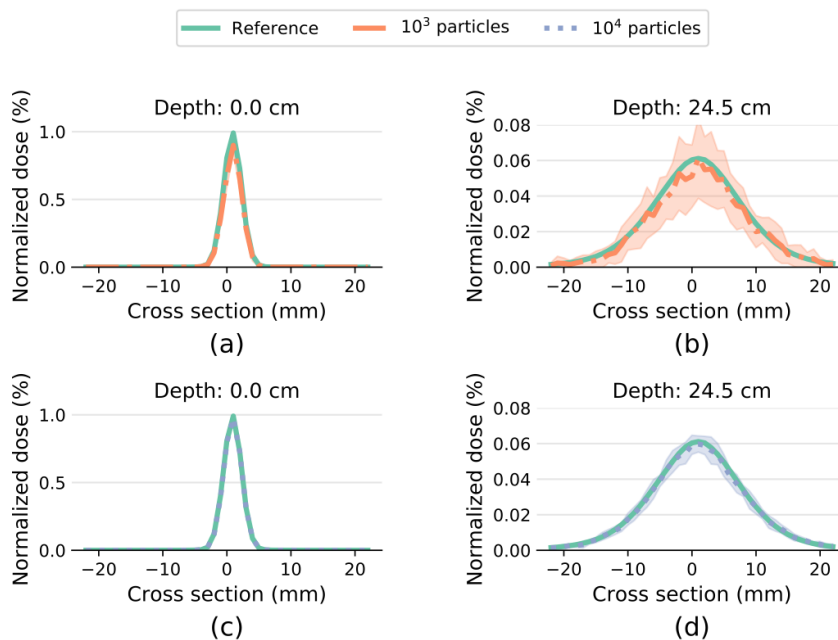 Reference 10³ particles 10⁴ particles
Depth: 0.0 cm
Normalized dose (%)
1.0
0.5
0.0
−20 −10 0 10 20
Cross section (mm)
(a)
Depth: 24.5 cm
Normalized dose (%)
0.08
0.06
0.04
0.02
0.00
−20 −10 0 10 20
Cross section (mm)
(b)
Depth: 0.0 cm
Normalized dose (%)
1.0
0.5
0.0
−20 −10 0 10 20
Cross section (mm)
(c)
Depth: 24.5 cm
Normalized dose (%)
0.08
0.06
0.04
0.02
0.00
−20 −10 0 10 20
Cross section (mm)
(d)